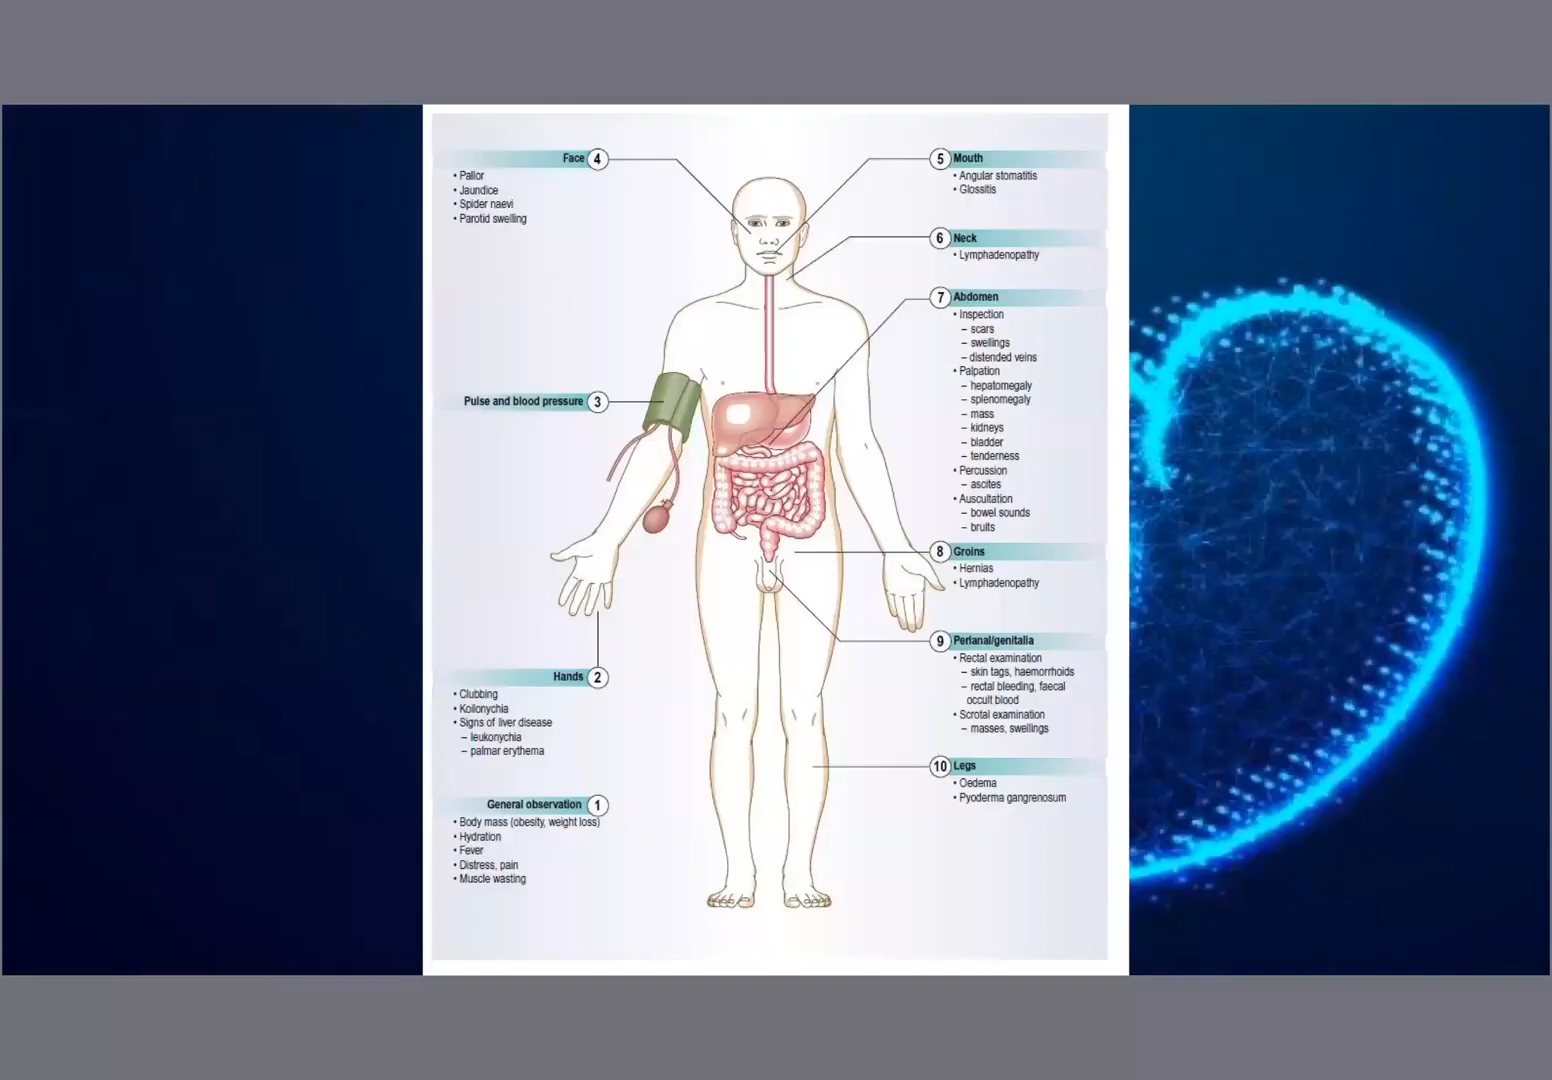 Face 4
• Pallor
• Jaundice
• Spider naevi
• Parotid swelling
Pulse and blood pressure 3
Hands 2
• Clubbing
• Koilonychia
• Signs of liver disease
– leukonychia
– palmar erythema
General observation 1
• Body mass (obesity, weight loss)
• Hydration
• Fever
• Distress, pain
• Muscle wasting
5 Mouth
• Angular stomatitis
• Glossitis
6 Neck
• Lymphadenopathy
7 Abdomen
• Inspection
– scars
– swellings
– distended veins
• Palpation
– hepatomegaly
– splenomegaly
– mass
– kidneys
– bladder
– tenderness
• Percussion
– ascites
• Auscultation
– bowel sounds
– bruits
8 Groins
• Hernias
• Lymphadenopathy
9 Perianal/genitalia
• Rectal examination
– skin tags, haemorrhoids
– rectal bleeding, faecal
occult blood
• Scrotal examination
– masses, swellings
10 Legs
• Oedema
• Pyoderma gangrenosum